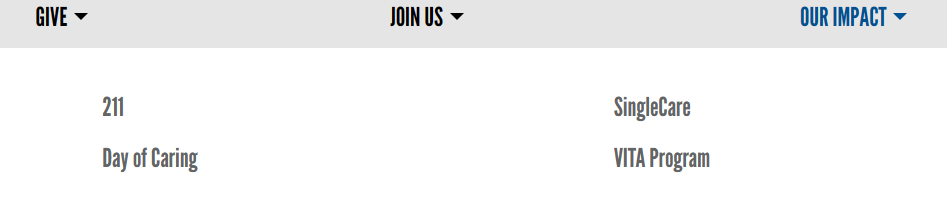 GIVE JOIN US OUR IMPACT
211 SingleCare
Day of Caring VITA Program